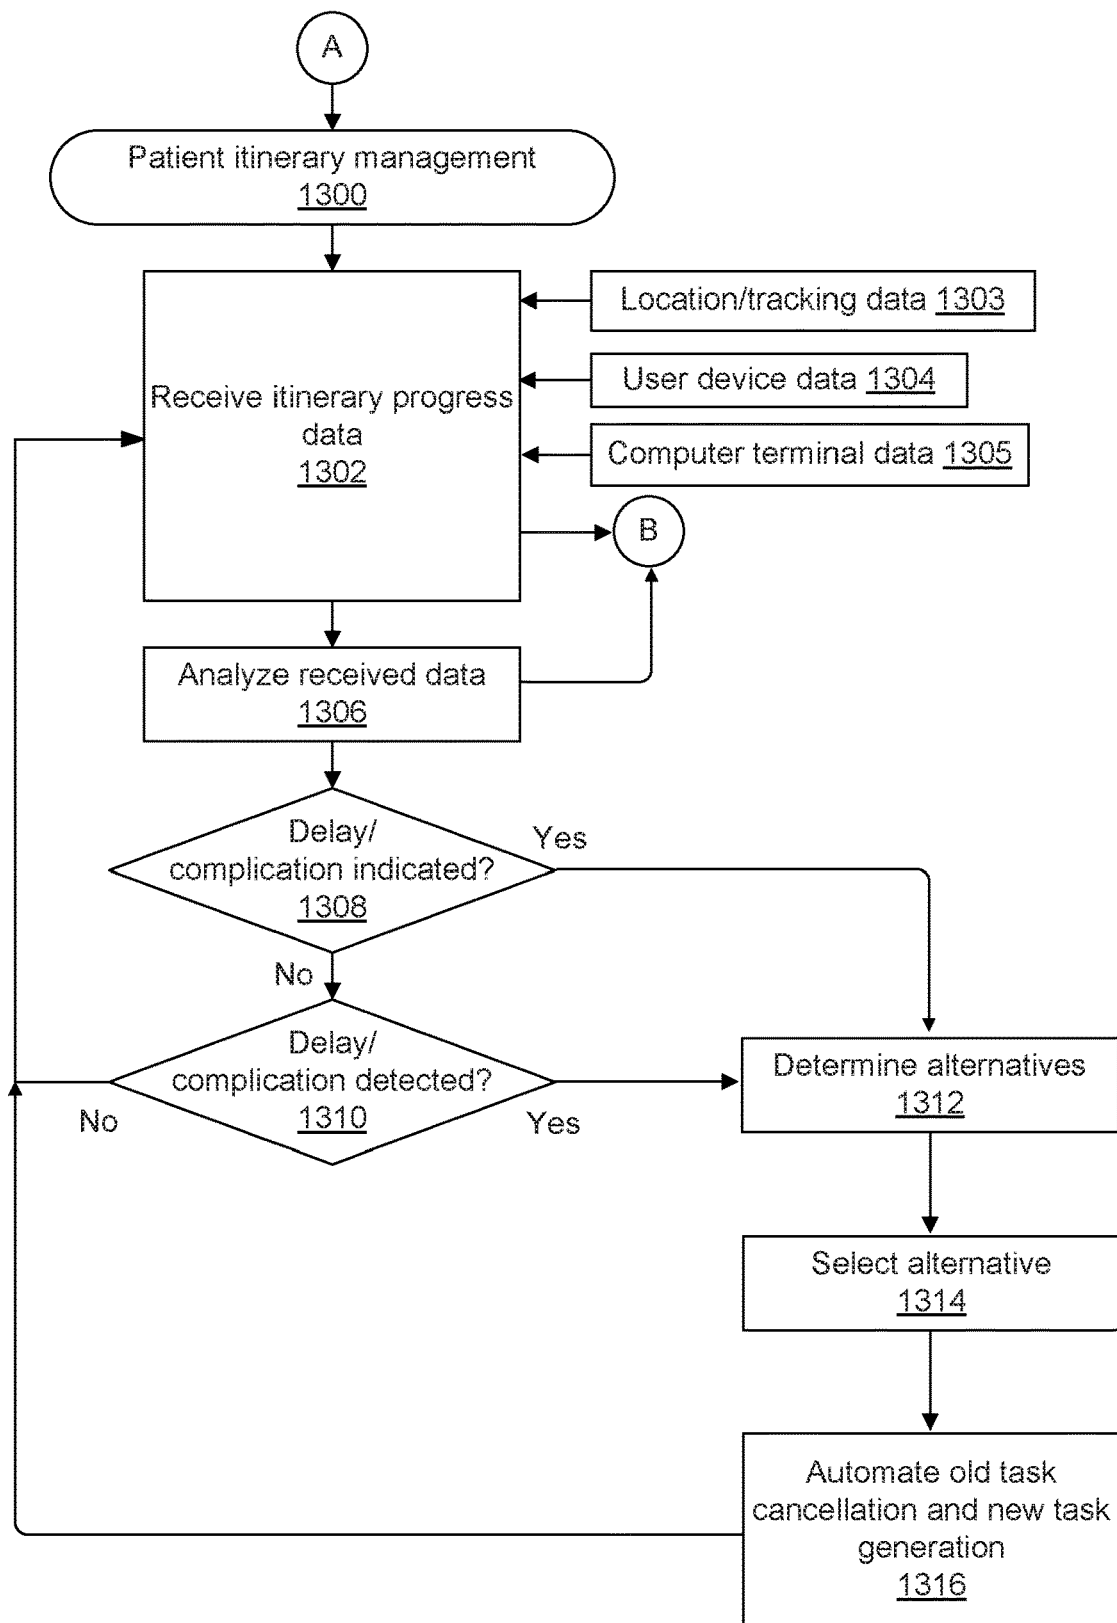 A
Patient itinerary management
1300
Location/tracking data 1303
User device data 1304
Computer terminal data 1305
Receive itinerary progress
data
1302
B
Analyze received data
1306
Delay/
complication indicated?
1308
Yes
No
Delay/
complication detected?
1310
No
Yes
Determine alternatives
1312
Select alternative
1314
Automate old task
cancellation and new task
generation
1316